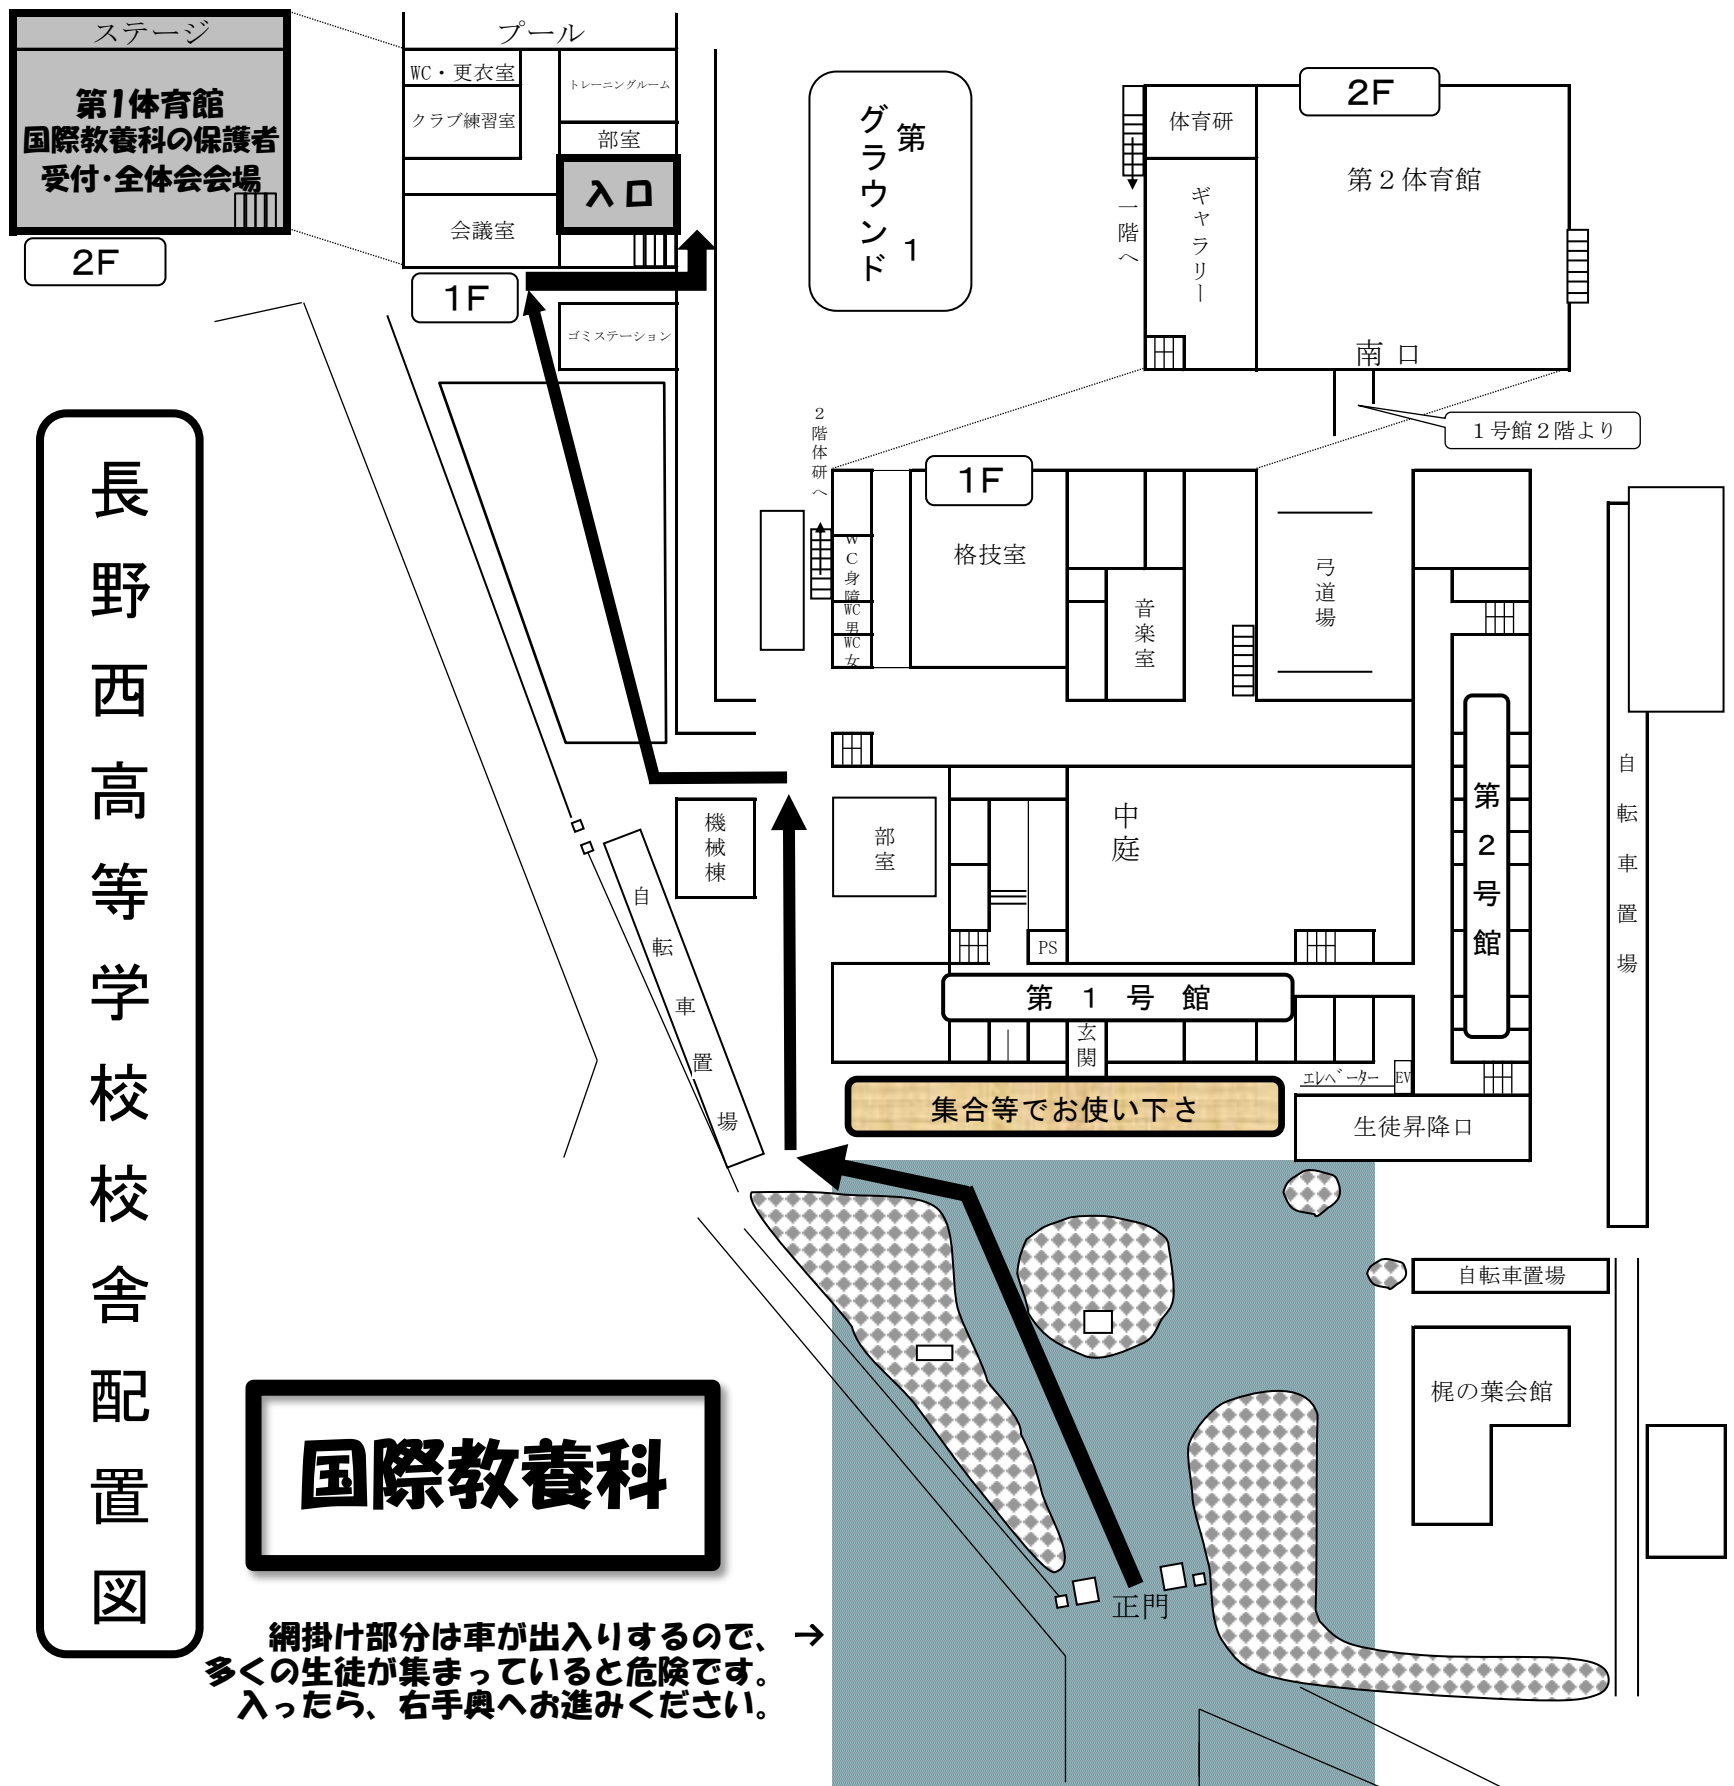 ステージ
第1体育館
国際教養科の保護者
受付・全体会会場
2F
プール
WC・更衣室
トレーニングルーム
クラブ練習室
部室
入口
会議室
1F
ゴミステーション
第1
グラウンド
2F
体育研
第２体育館
ギャラリー
一階へ
南口
１号館２階より
２階体研へ
1F
WC身障
WC男
WC女
格技室
音楽室
弓道場
自転車置場
第2号館
中庭
部室
機械棟
自転車置場
PS
第1号館
玄関
エレベーター
EV
集合等でお使い下さ
生徒昇降口
自転車置場
梶の葉会館
長野西高等学校校舎配置図
国際教養科
正門
網掛け部分は車が出入りするので、→
多くの生徒が集まっていると危険です。
入ったら、右手奥へお進みください。